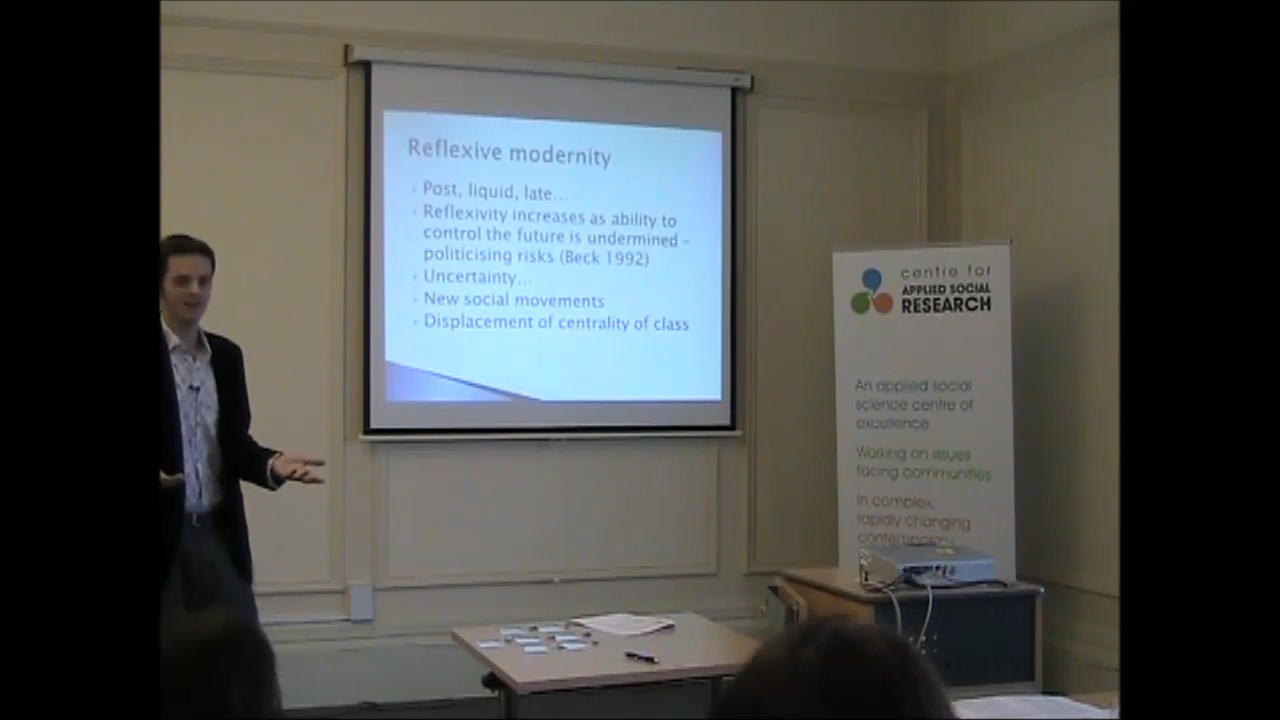 Reflexive modernity
Post, liquid, late...
Reflexivity increases as ability to
control the future is undermined –
politicising risks (Beck 1992)
Uncertainty...
New social movements
Displacement of centrality of class
centre for
APPLIED SOCIAL
RESEARCH
An applied social
science centre of
excellence
Working on issues
facing communities
In complex,
rapidly changing
contemporary